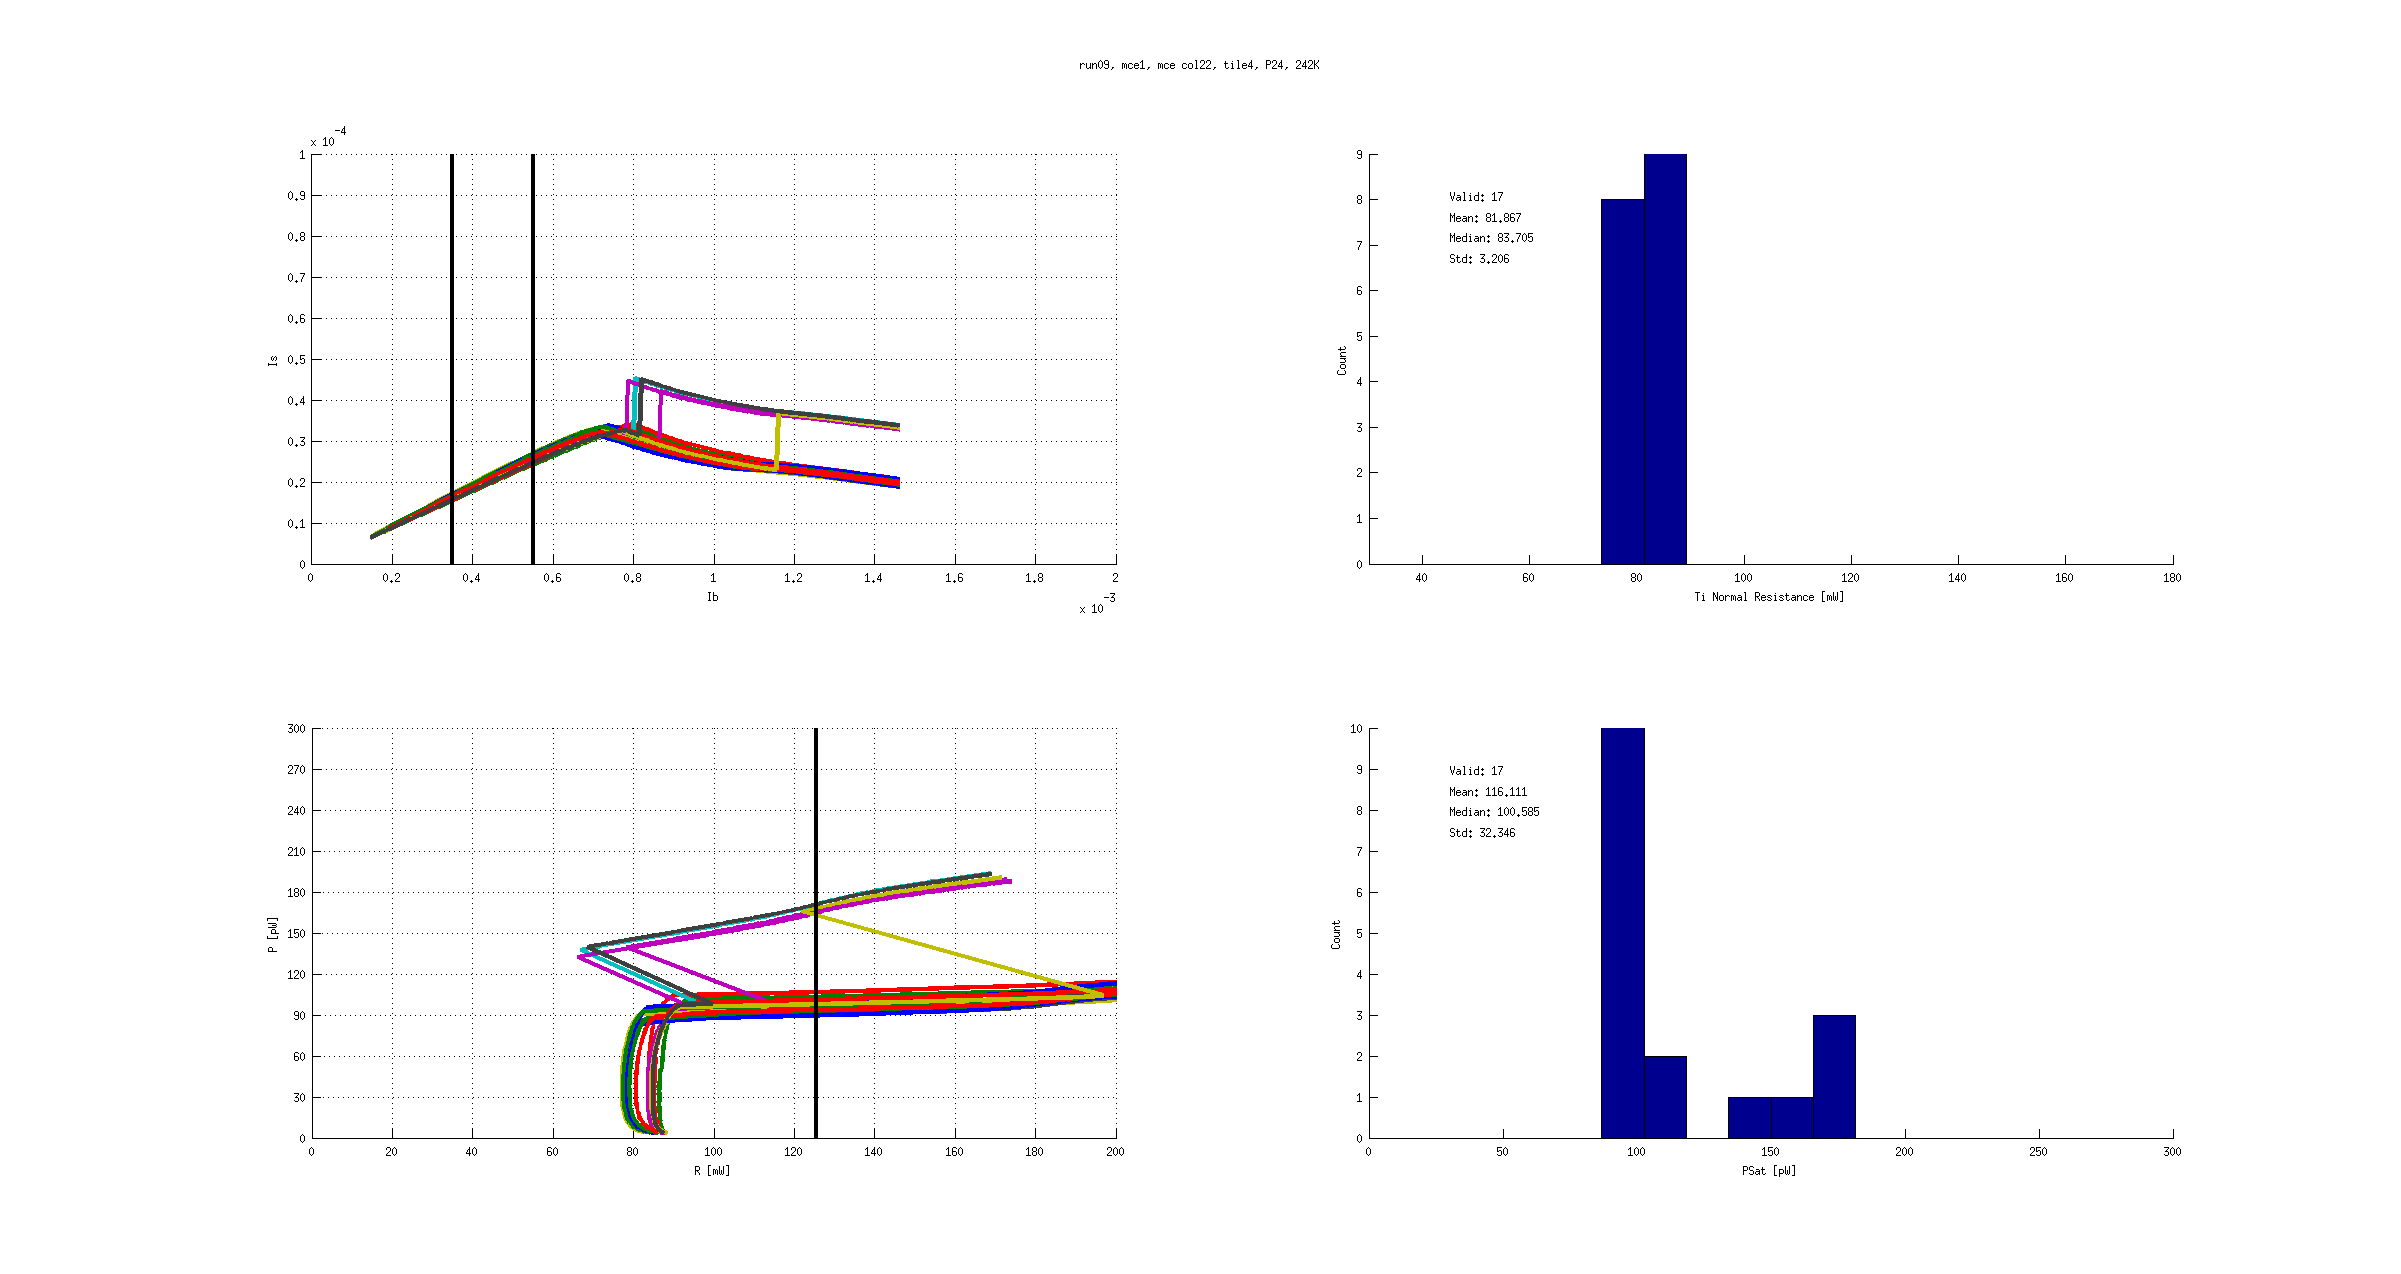 run09, mce1, mce col22, tile4, P24, 242K
x 10
-4
1
0.9
0.8
0.7
0.6
0.5
0.4
0.3
0.2
0.1
0
Is
0 0.2 0.4 0.6 0.8 1 1.2 1.4 1.6 1.8 2
Ib
x 10
-3
9
8
7
6
5
4
3
2
1
0
Count
Valid: 17
Mean: 81.867
Median: 83.705
Std: 3.206
40 60 80 100 120 140 160 180
Ti Normal Resistance [mW]
300
270
240
210
180
150
120
90
60
30
0
P [pW]
0 20 40 60 80 100 120 140 160 180 200
R [mW]
10
9
8
7
6
5
4
3
2
1
0
Count
Valid: 17
Mean: 116.111
Median: 100.585
Std: 32.346
0 50 100 150 200 250 300
PSat [pW]